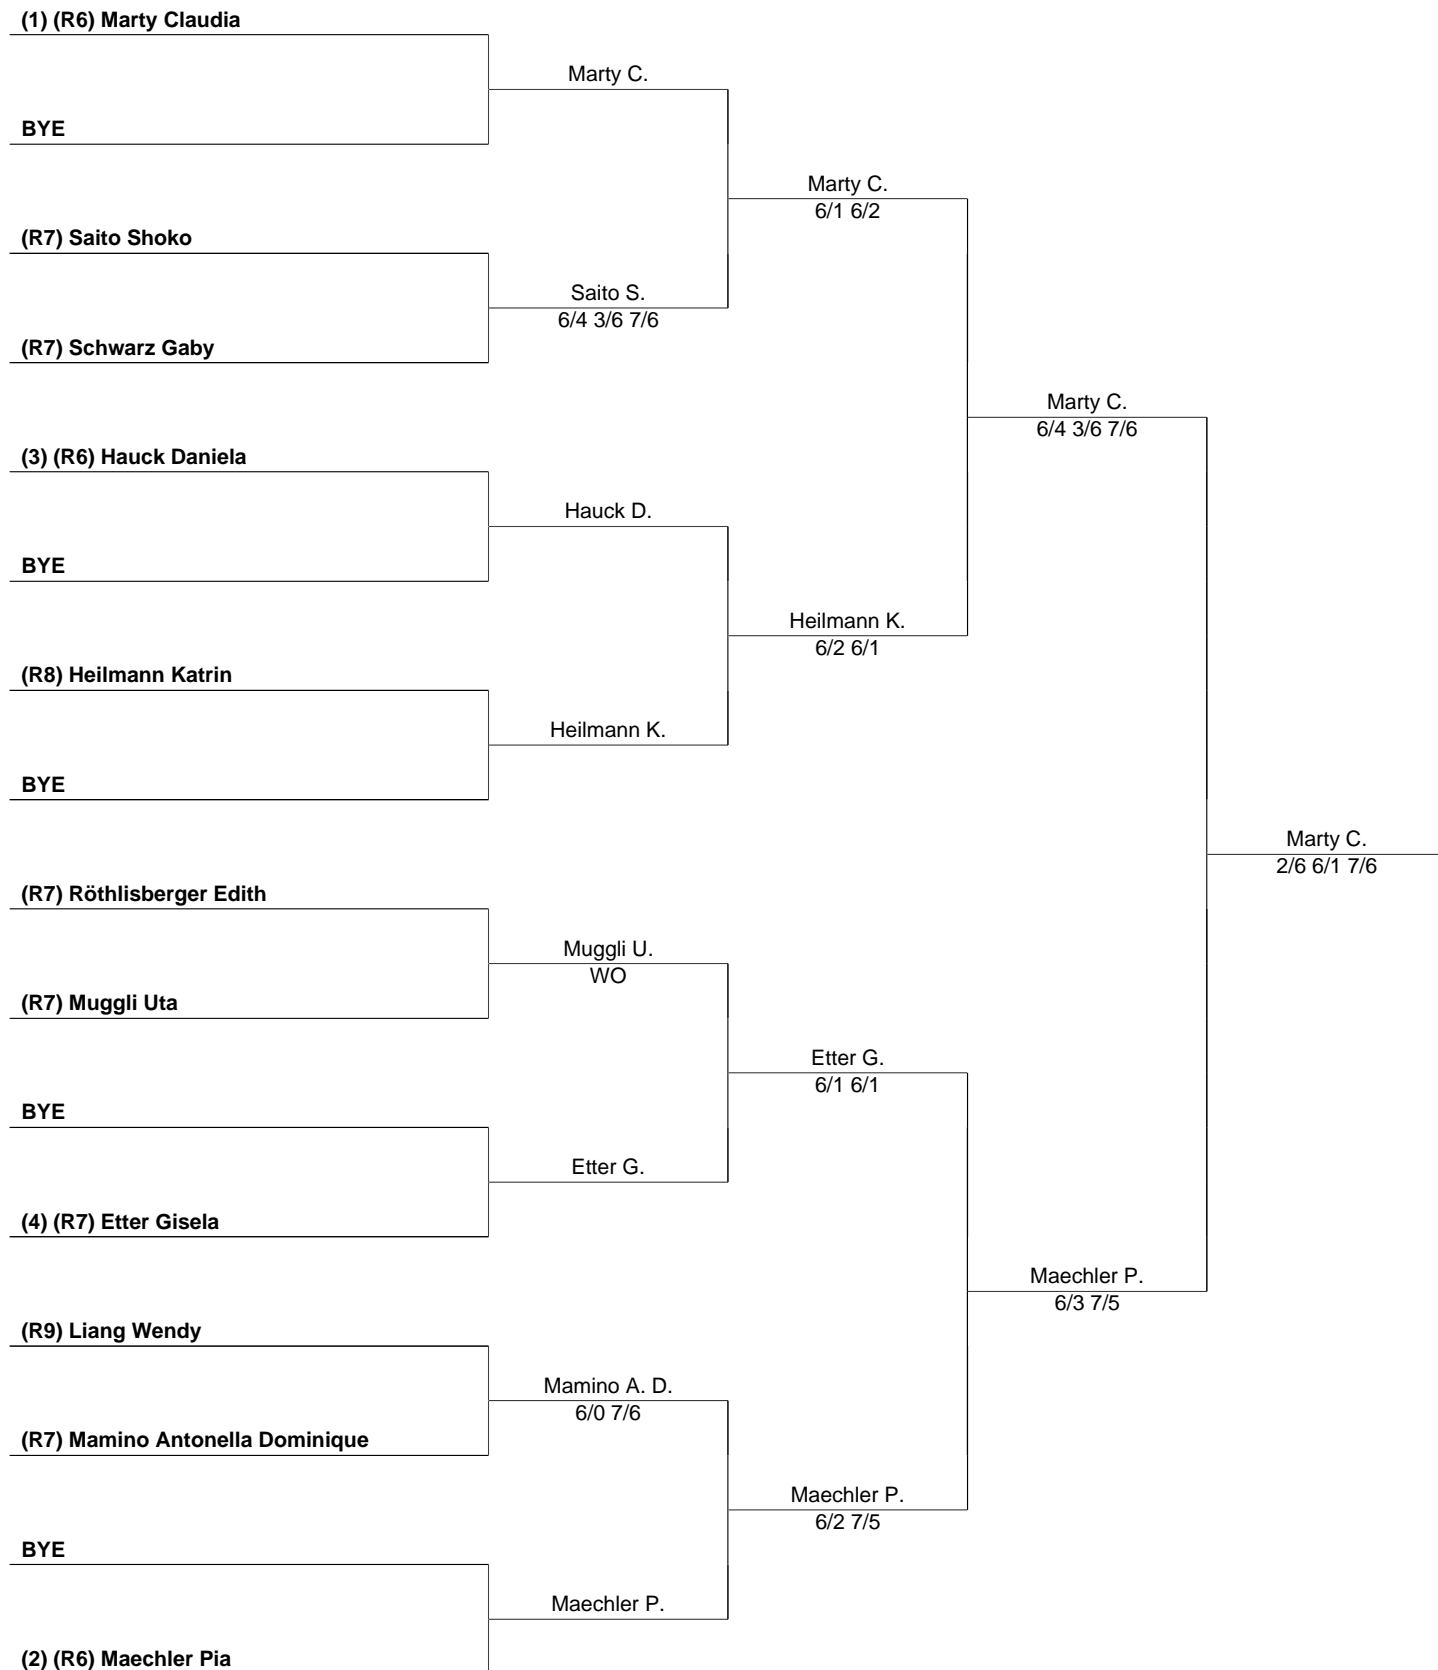 (1) (R6) Marty Claudia
Marty C.
BYE
Marty C.
6/1 6/2
(R7) Saito Shoko
Saito S.
6/4 3/6 7/6
(R7) Schwarz Gaby
Marty C.
6/4 3/6 7/6
(3) (R6) Hauck Daniela
Hauck D.
BYE
Heilmann K.
6/2 6/1
(R8) Heilmann Katrin
Heilmann K.
BYE
Marty C.
2/6 6/1 7/6
(R7) Röthlisberger Edith
Muggli U.
WO
(R7) Muggli Uta
Etter G.
6/1 6/1
BYE
Etter G.
(4) (R7) Etter Gisela
Maechler P.
6/3 7/5
(R9) Liang Wendy
Mamino A. D.
6/0 7/6
(R7) Mamino Antonella Dominique
Maechler P.
6/2 7/5
BYE
Maechler P.
(2) (R6) Maechler Pia